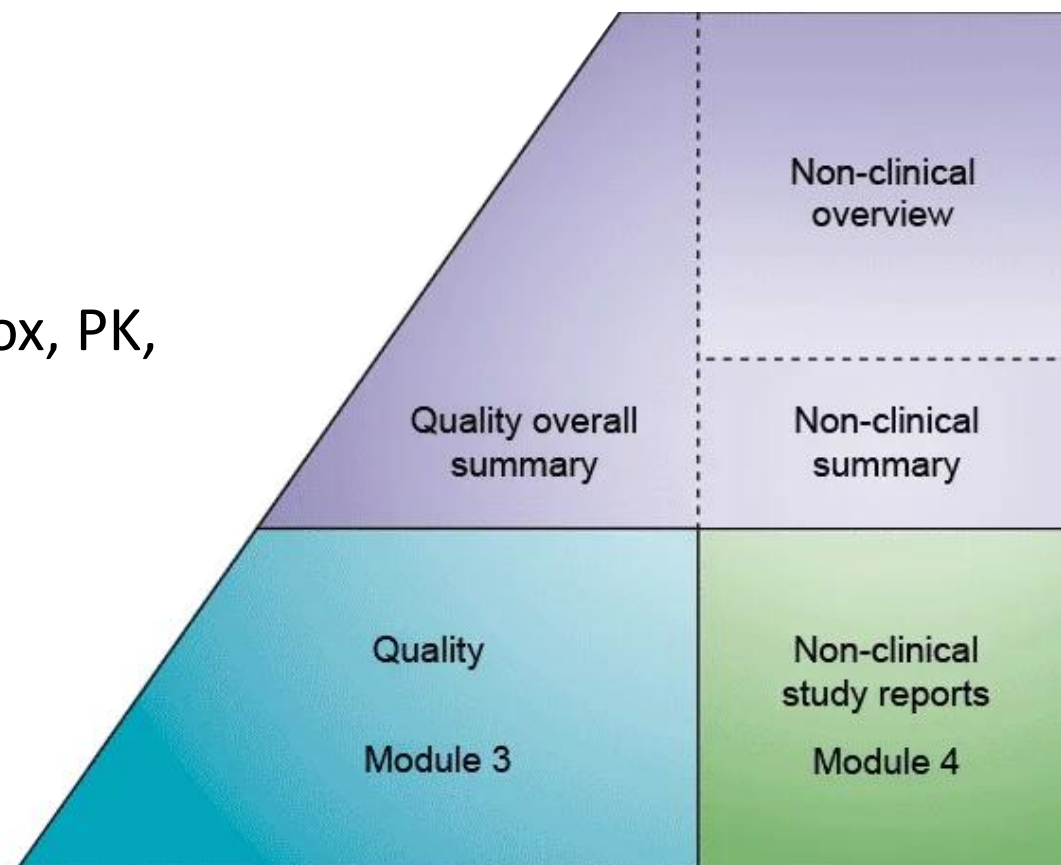 PK,
Non-clinical
overview
Quality overall
summary
Non-clinical
summary
Quality
Module 3
Non-clinical
study reports
Module 4